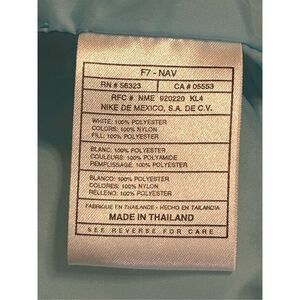 F7 - NAV
RN # 56323 CA # 05553
RFC # NME 920220 KL4
NIKE DE MEXICO, S.A. DE C.V.
WHITE: 100% POLYESTER
COLORS: 100% NYLON
FILL: 100% POLYESTER
BLANC: 100% POLYESTER
COULEURS: 100% POLYAMIDE
REMPLISSAGE: 100% POLYESTER
BLANCO: 100% POLYESTER
COLORES: 100% NYLON
RELLENO: 100% POLYESTER
FABRIQUE EN THAILANDE - HECHO EN TAILANDIA
MADE IN THAILAND
SEE REVERSE FOR CARE